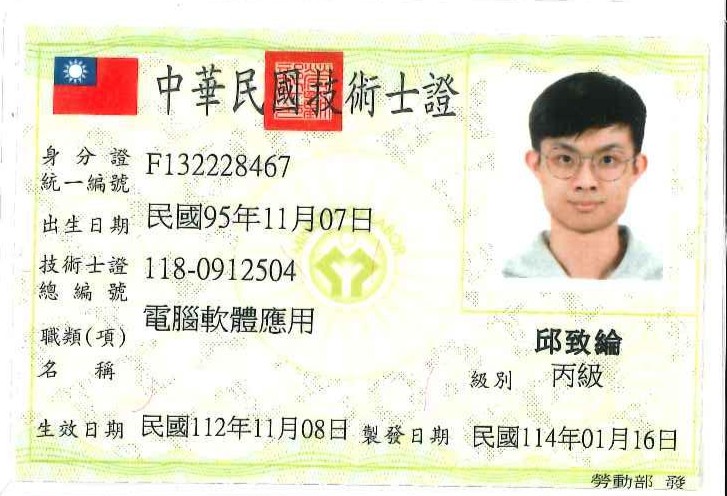 中華民國技術士證
身分證
統一編號
F132228467
出生日期
民國95年11月07日
技術士證
總編號
118-0912504
職類(項)
名稱
電腦軟體應用
邱致綸
級別
丙級
生效日期
民國112年11月08日
製發日期
民國114年01月16日
勞動部 發